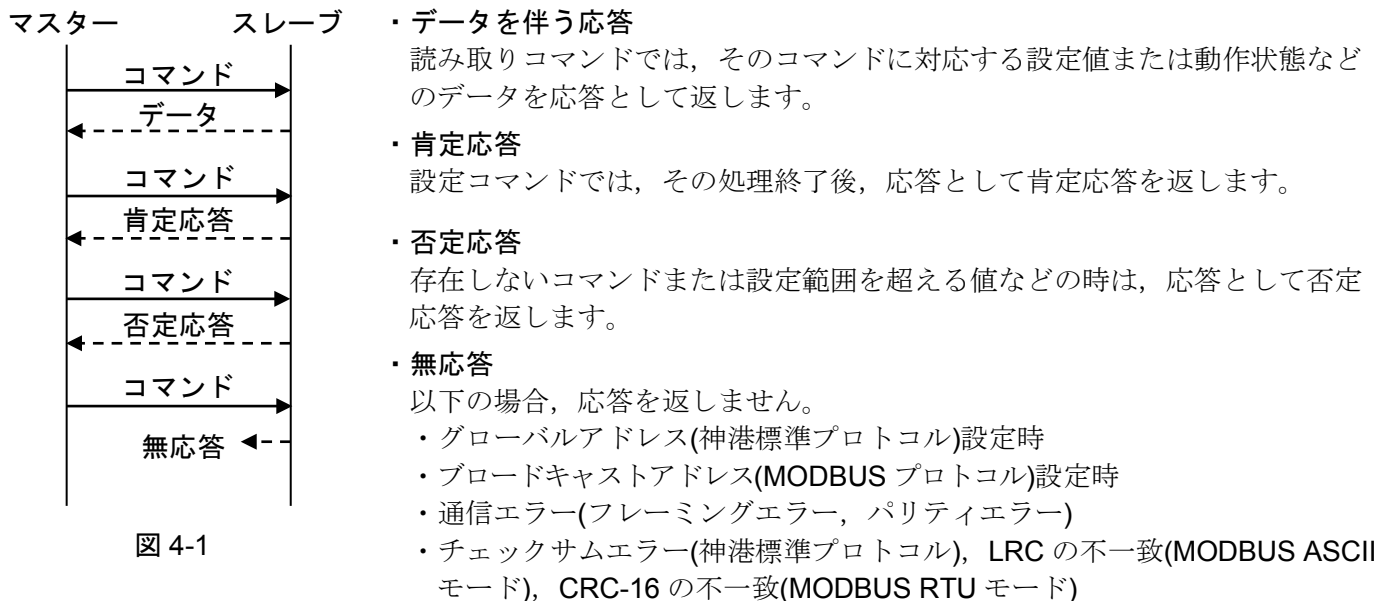 マスター スレーブ
コマンド
データ
コマンド
肯定応答
コマンド
否定応答
コマンド
無応答
図 4-1
・データを伴う応答
読み取りコマンドでは，そのコマンドに対応する設定値または動作状態など
のデータを応答として返します。
・肯定応答
設定コマンドでは，その処理終了後，応答として肯定応答を返します。
・否定応答
存在しないコマンドまたは設定範囲を超える値などの時は，応答として否定
応答を返します。
・無応答
以下の場合，応答を返しません。
・グローバルアドレス(神港標準プロトコル)設定時
・ブロードキャストアドレス(MODBUS プロトコル)設定時
・通信エラー(フレーミングエラー，パリティエラー)
・チェックサムエラー(神港標準プロトコル)，LRC の不一致(MODBUS ASCII
モード)，CRC-16 の不一致(MODBUS RTU モード)